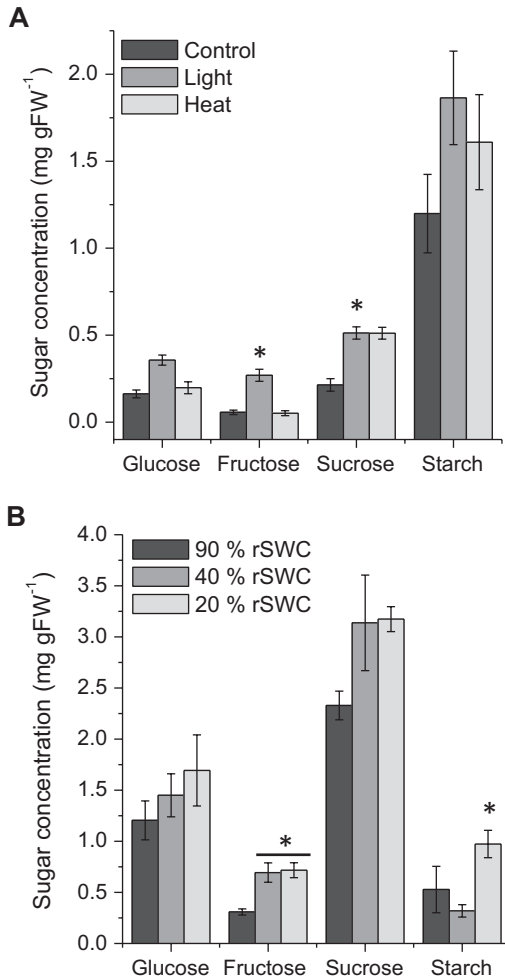 A
Control
Light
Heat
Sugar concentration (mg gFW⁻¹)
2.0
1.5
1.0
0.5
0.0
*
*
Glucose Fructose Sucrose Starch
B
90 % rSWC
40 % rSWC
20 % rSWC
Sugar concentration (mg gFW⁻¹)
4.0
3.5
3.0
2.5
2.0
1.5
1.0
0.5
0.0
*
*
Glucose Fructose Sucrose Starch